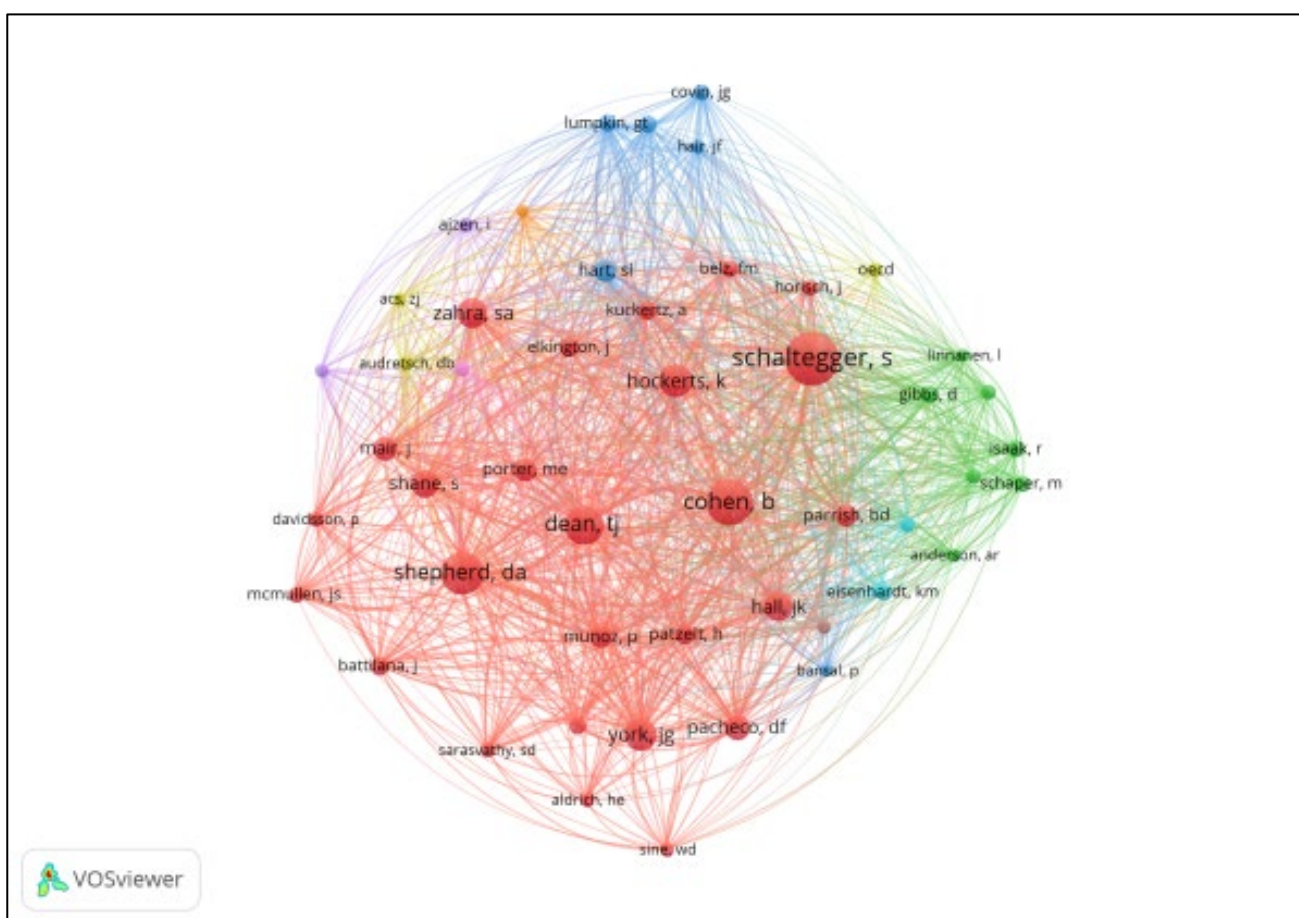 covin, jg
lumpkin, gt
hair, jf
ajzen, i
hart, sl
belz, fm
oecd
horisch, j
acs, zj
zahra, sa
kuckertz, a
elkington, j
schaltegger, s
linnanen, l
audretsch, db
hockerts, k
gibbs, d
mair, j
isaak, r
porter, me
shane, s
schaper, m
cohen, b
parrish, bd
davidsson, p
dean, tj
anderson, ar
shepherd, da
mcmullen, js
eisenhardt, km
hall, jk
munoz, p
patzelt, h
battilana, j
bansal, p
york, jg
pacheco, df
sarasvathy, sd
aldrich, he
sine, wd
VOSviewer